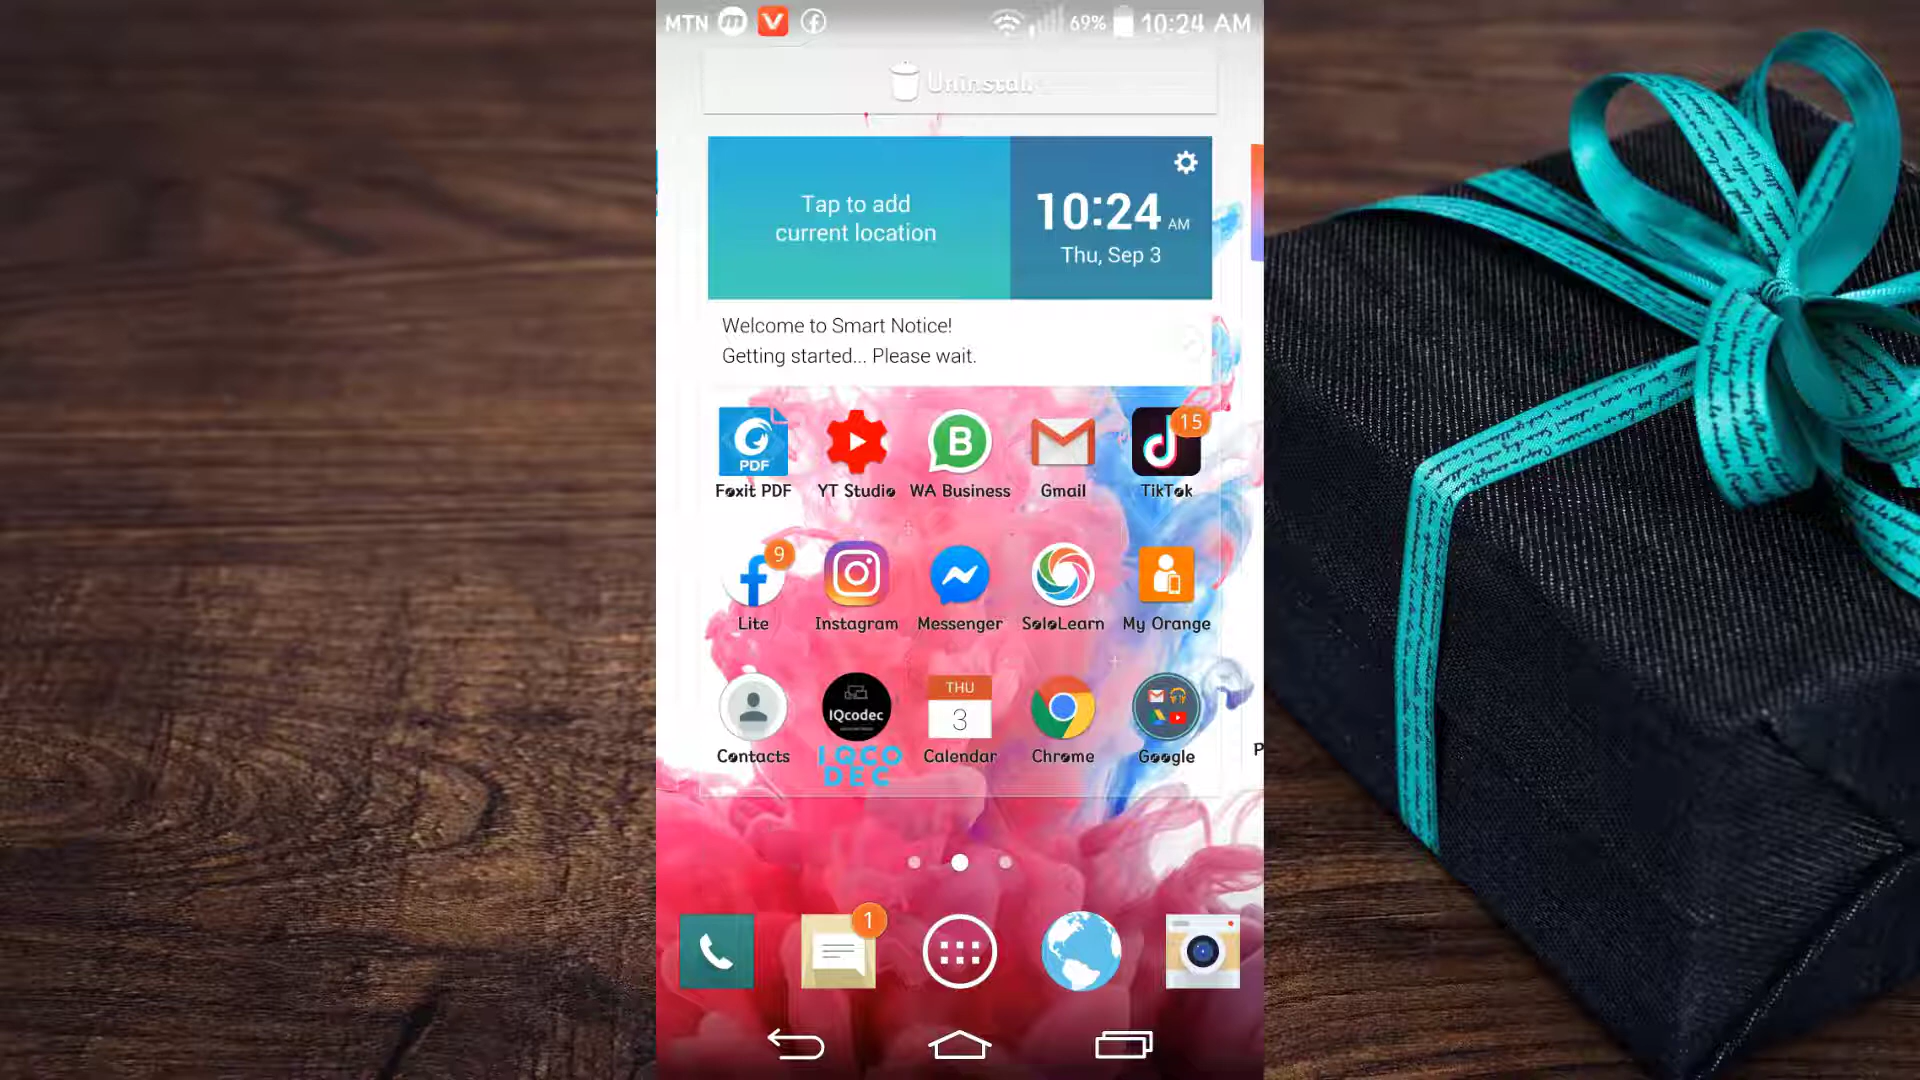 MTN
69%
10:24 AM
Uninstall
Tap to add
current location
10:24 AM
Thu, Sep 3
Welcome to Smart Notice!
Getting started... Please wait.
PDF
B
15
Foxit PDF
YT Studio
WA Business
Gmail
TikTok
9
Lite
Instagram
Messenger
SoloLearn
My Orange
IQcodec
THU
3
Contacts
IQCO
DEC
Calendar
Chrome
Google
P
1